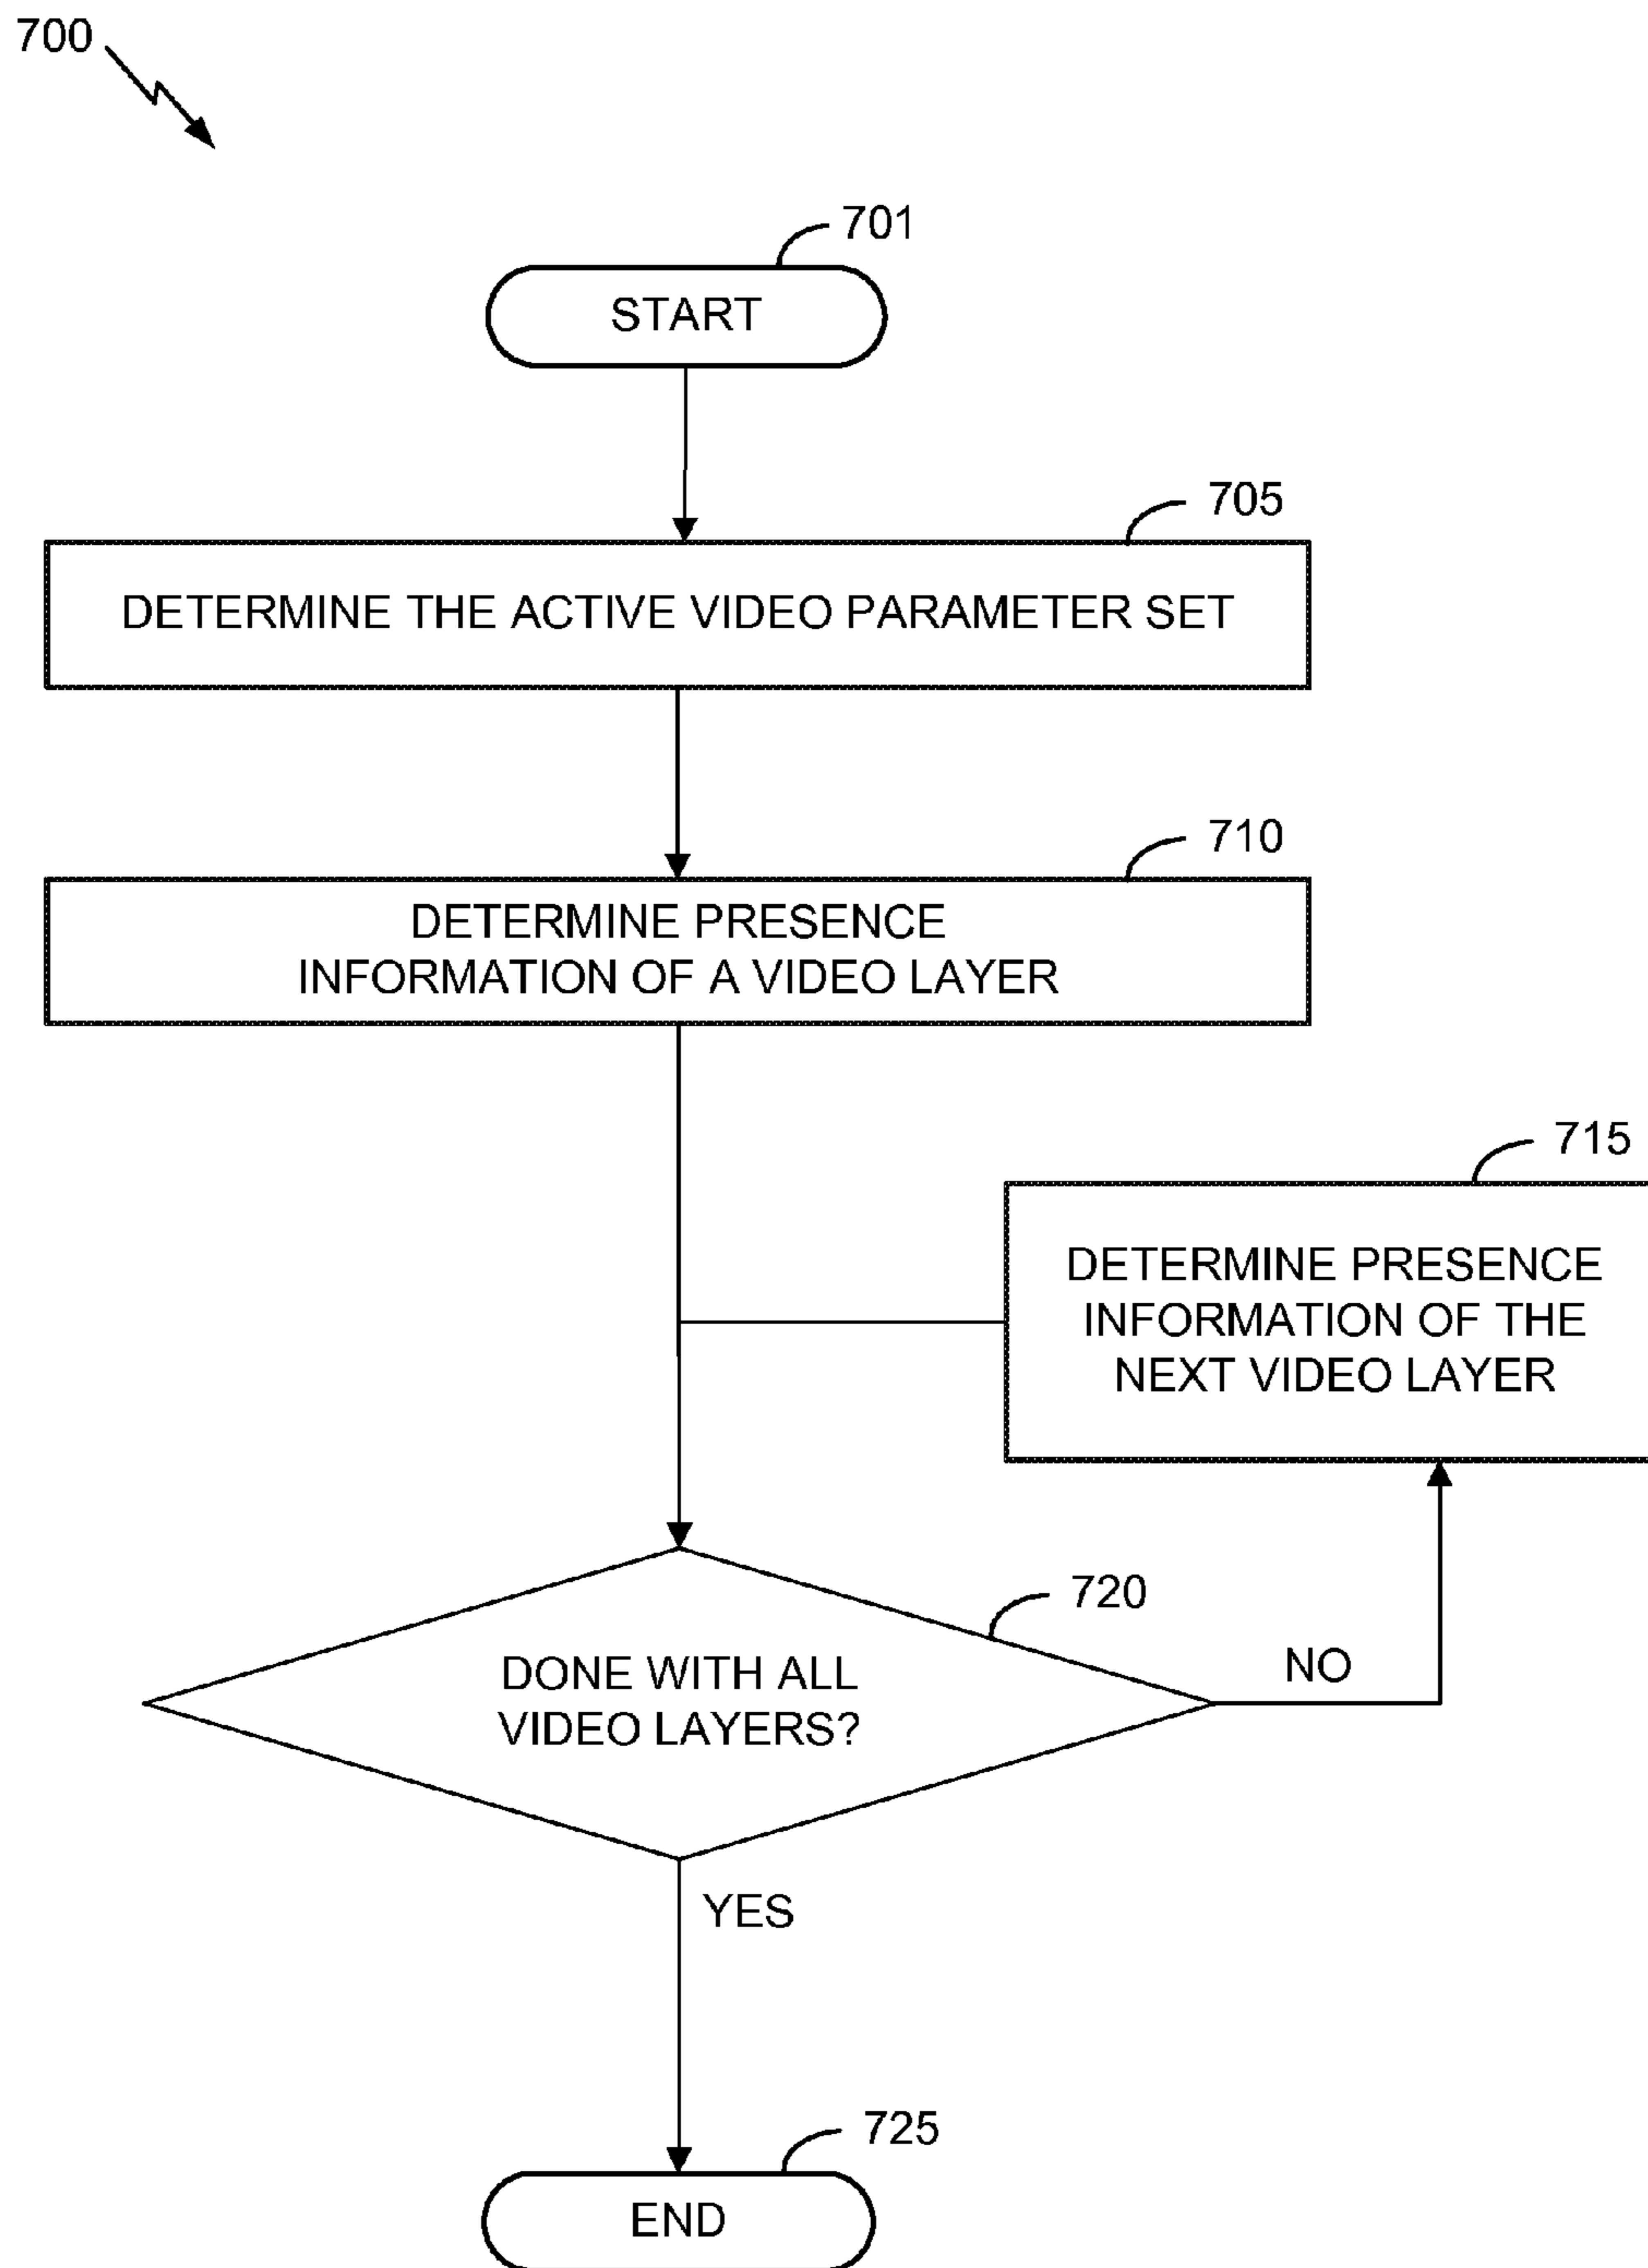 700
701
START
705
DETERMINE THE ACTIVE VIDEO PARAMETER SET
710
DETERMINE PRESENCE
INFORMATION OF A VIDEO LAYER
715
DETERMINE PRESENCE
INFORMATION OF THE
NEXT VIDEO LAYER
720
DONE WITH ALL
VIDEO LAYERS?
NO
YES
725
END